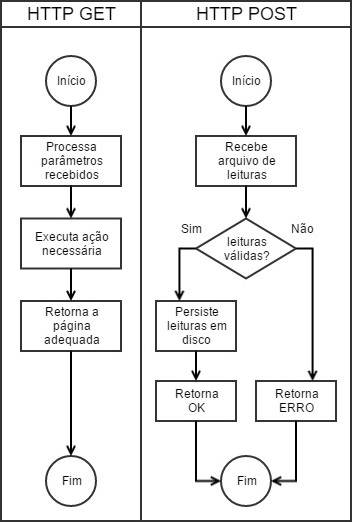 HTTP GET
Início
Processa
parâmetros
recebidos
Executa ação
necessária
Retorna a
página
adequada
Fim
HTTP POST
Início
Recebe
arquivo de
leituras
leituras
válidas?
Sim
Não
Persiste
leituras em
disco
Retorna
OK
Retorna
ERRO
Fim